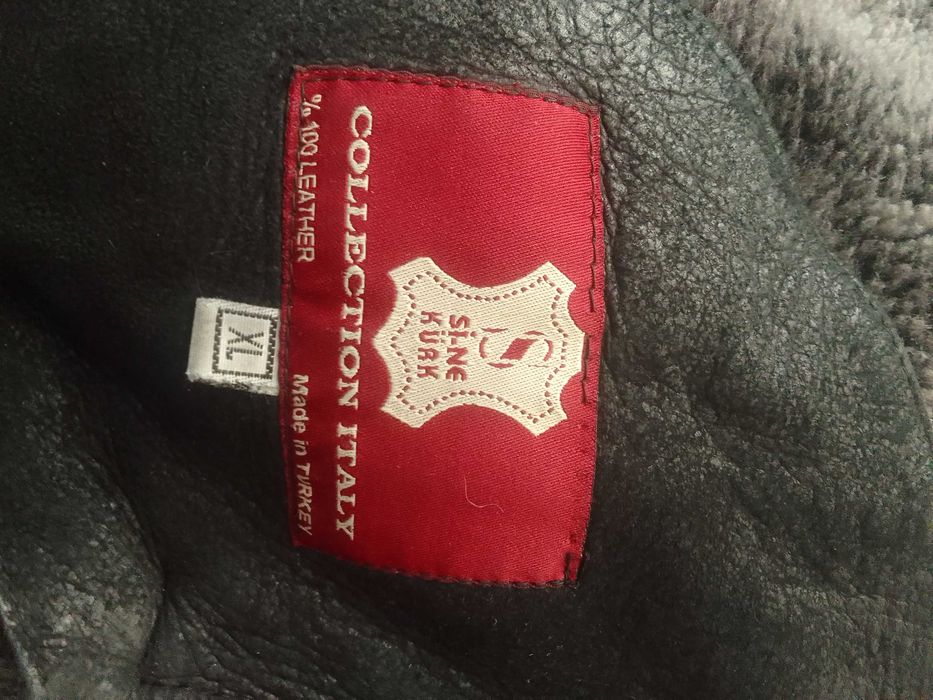 SİNE
KÜRK
COLLECTION ITALY
% 100 LEATHER
Made in TURKEY
XL